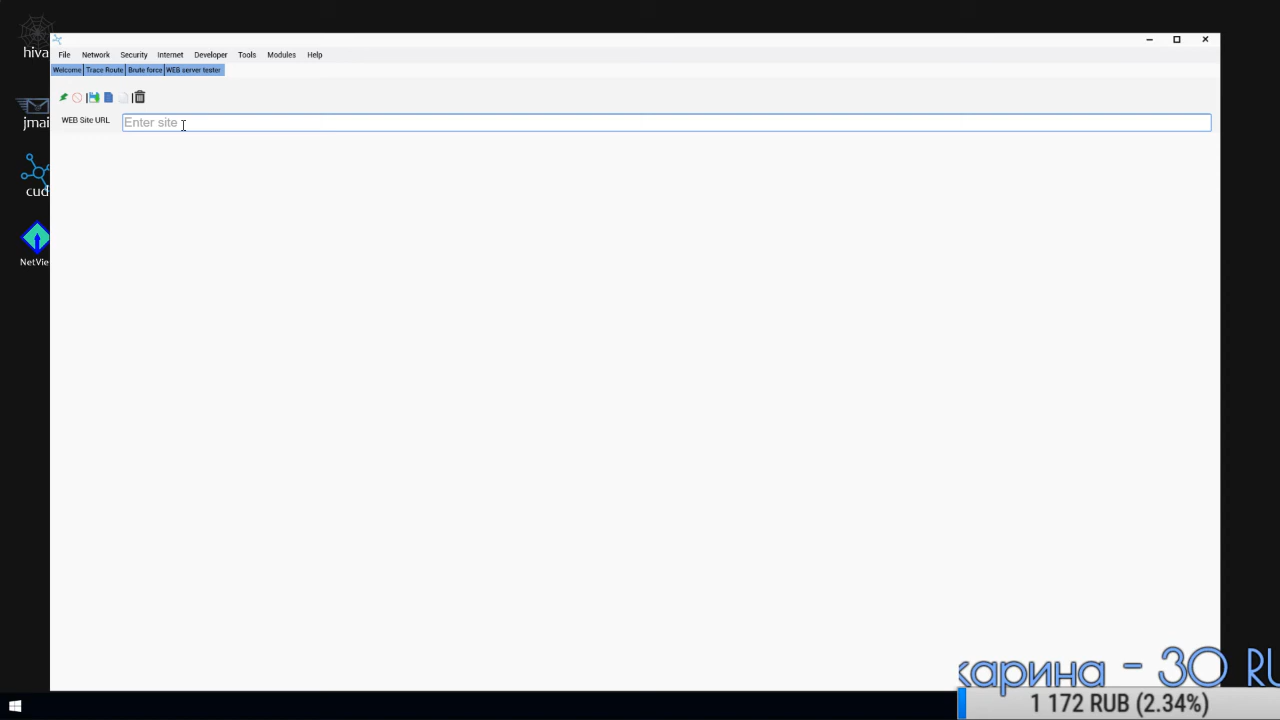 hiva
File Network Security Internet Developer Tools Modules Help
Welcome Trace Route Brute force WEB server tester
jmai
WEB Site URL Enter site
cud
NetVie
карина - 30 RU
1 172 RUB (2.34%)